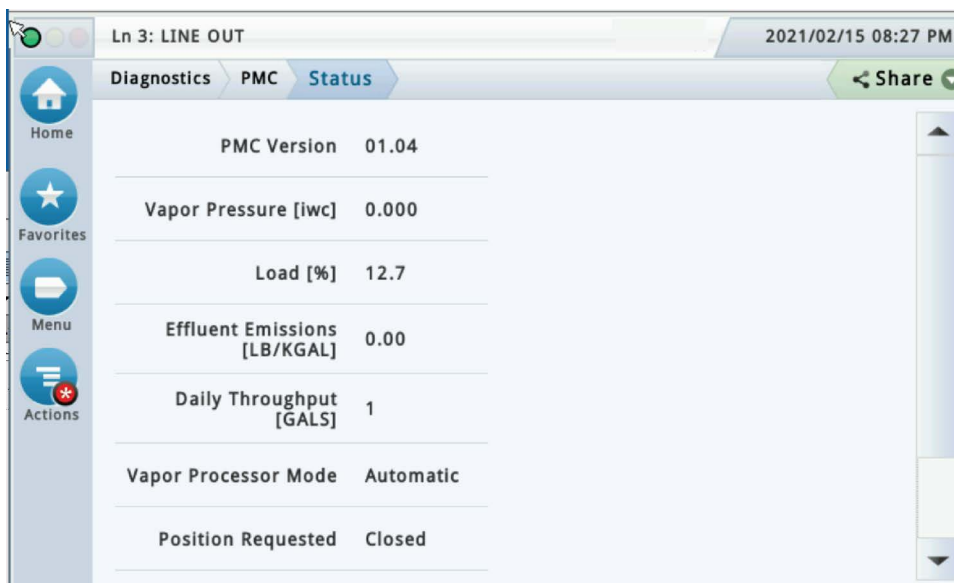 Ln 3: LINE OUT
2021/02/15 08:27 PM
Diagnostics PMC Status
Share
Home
Favorites
Menu
Actions
PMC Version 01.04
Vapor Pressure [iwc] 0.000
Load [%] 12.7
Effluent Emissions
[LB/KGAL] 0.00
Daily Throughput
[GALS] 1
Vapor Processor Mode Automatic
Position Requested Closed